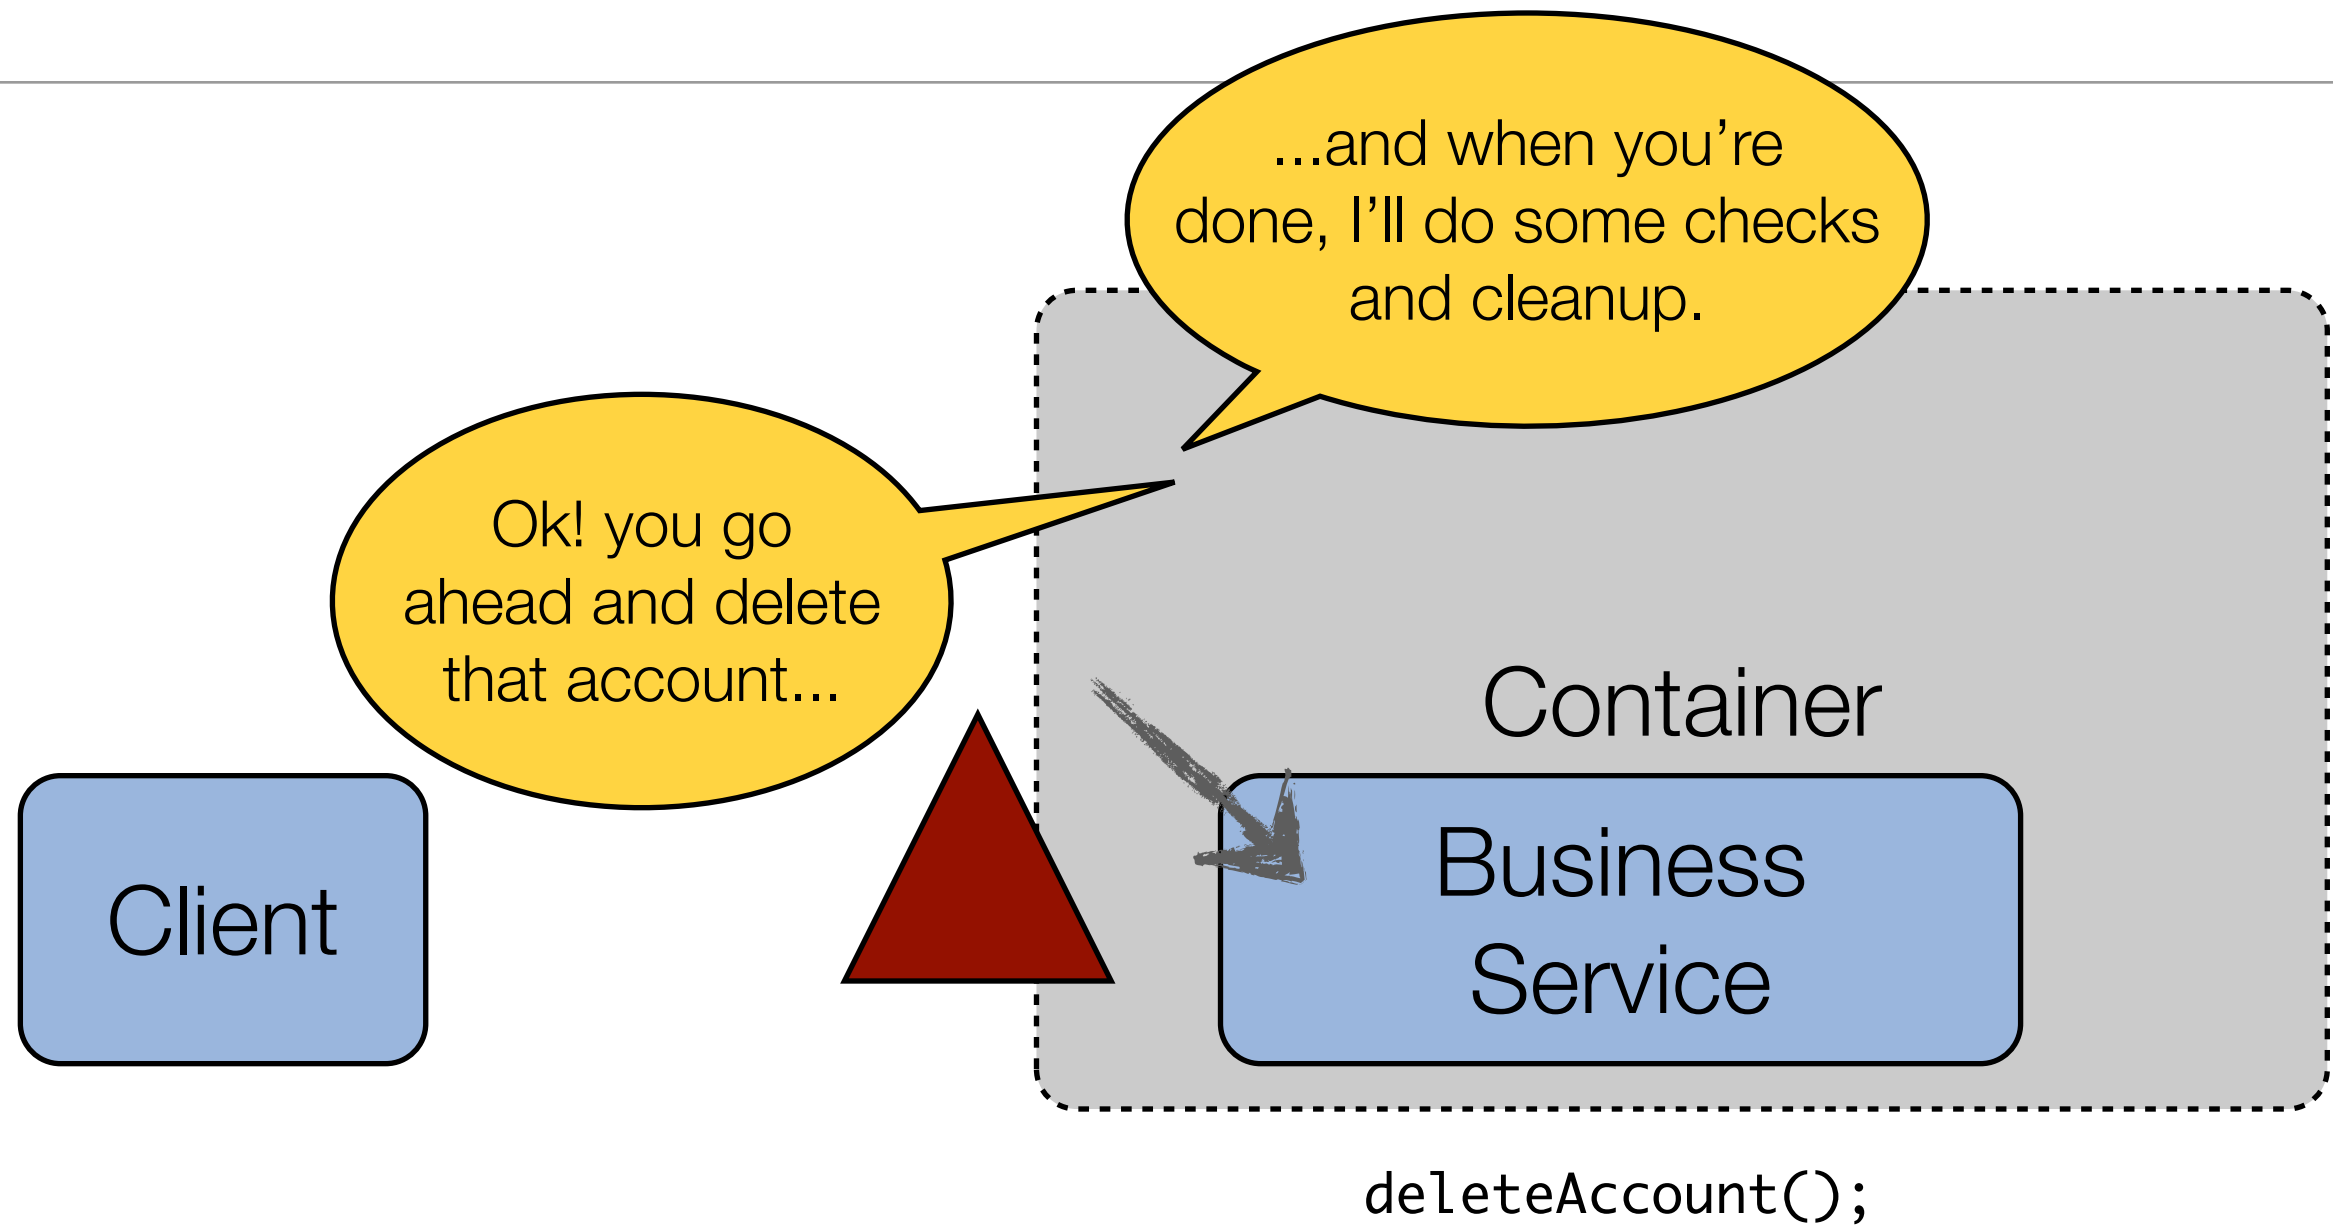 ...and when you’re
done, I’ll do some checks
and cleanup.
Ok! you go
ahead and delete
that account...
Container
Client
Business
Service
deleteAccount();